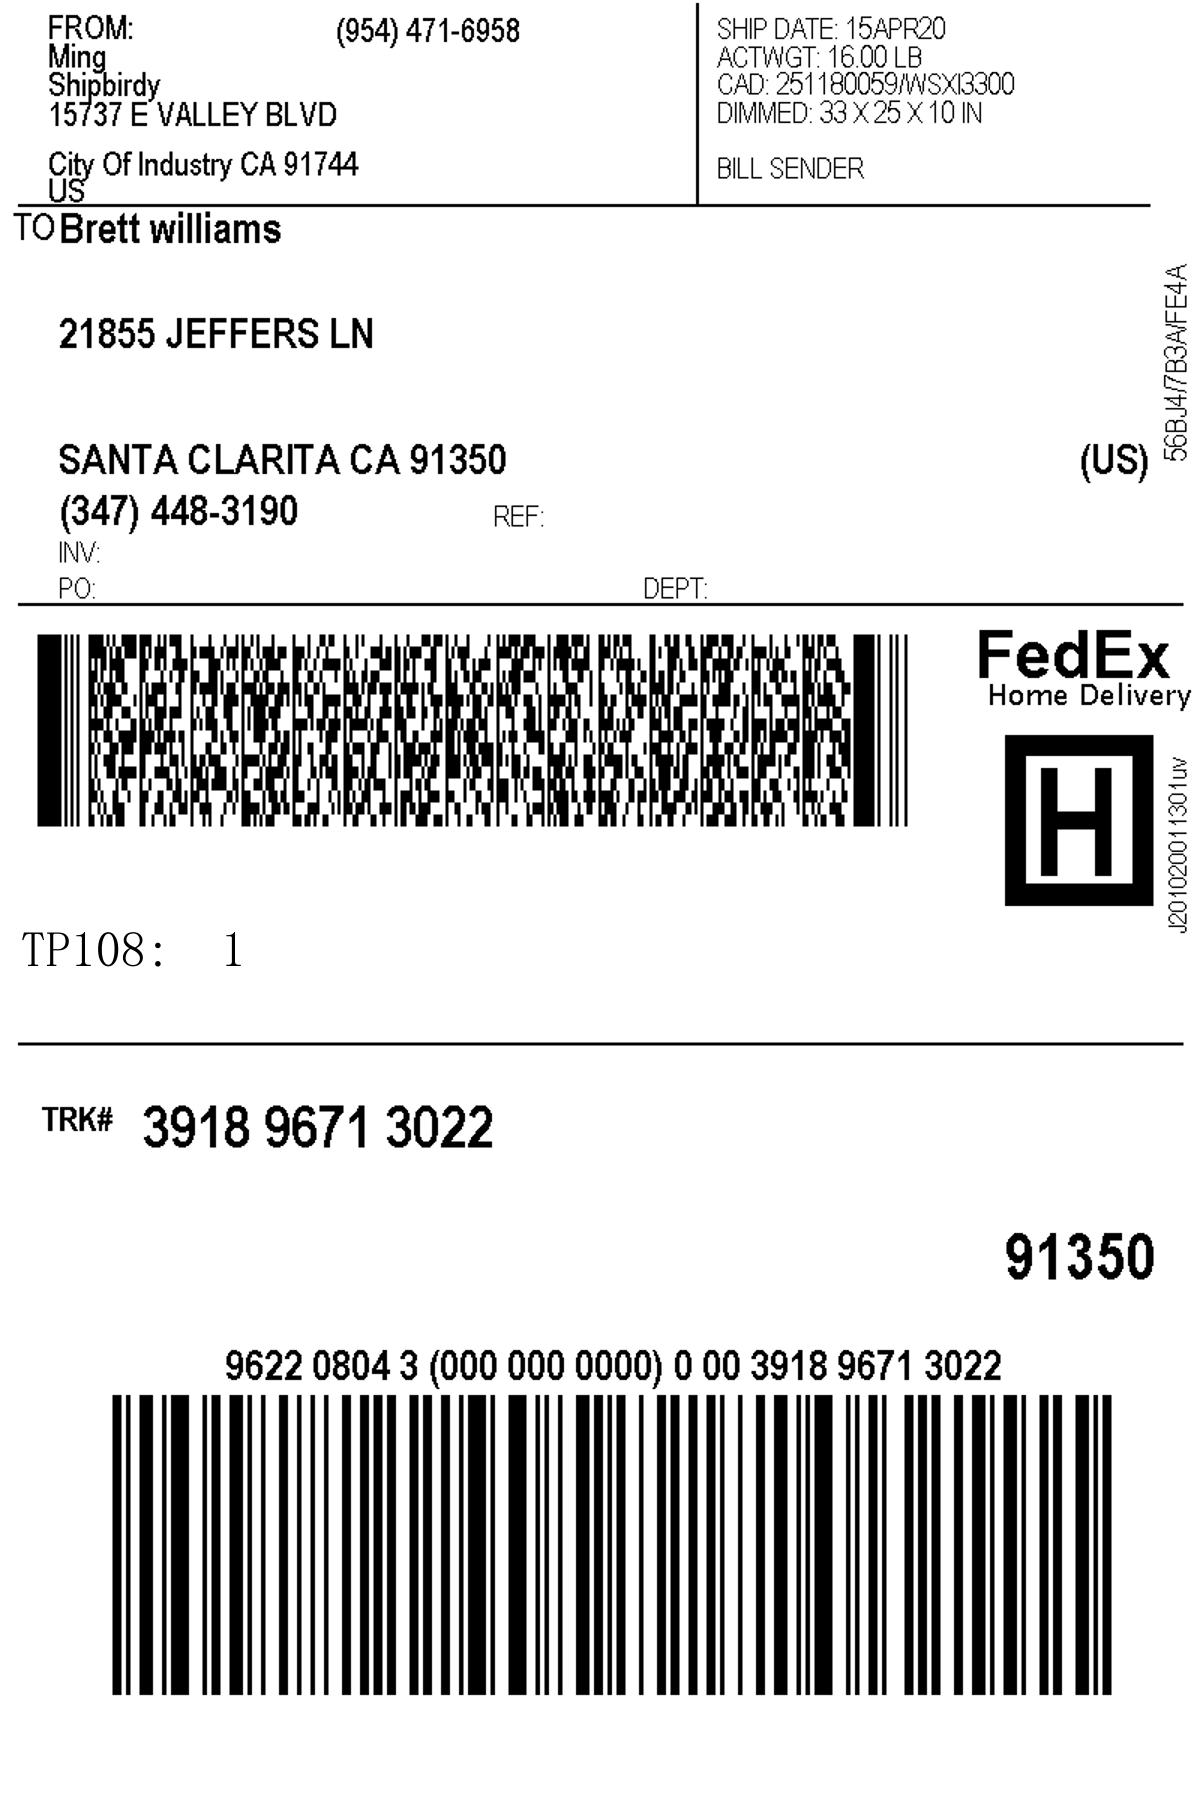 FROM: (954) 471-6958
Ming
Shipbirdy
15737 E VALLEY BLVD
City Of Industry CA 91744
US
SHIP DATE: 15APR20
ACTWGT: 16.00 LB
CAD: 251180059/WSXI3300
DIMMED: 33 X 25 X 10 IN
BILL SENDER
TO Brett williams
21855 JEFFERS LN
SANTA CLARITA CA 91350 (US)
(347) 448-3190 REF:
INV:
PO: DEPT:
56BJ4/7B3A/FE4A
FedEx
Home Delivery
H
J201020011301uv
TP108: 1
TRK# 3918 9671 3022
91350
9622 0804 3 (000 000 0000) 0 00 3918 9671 3022